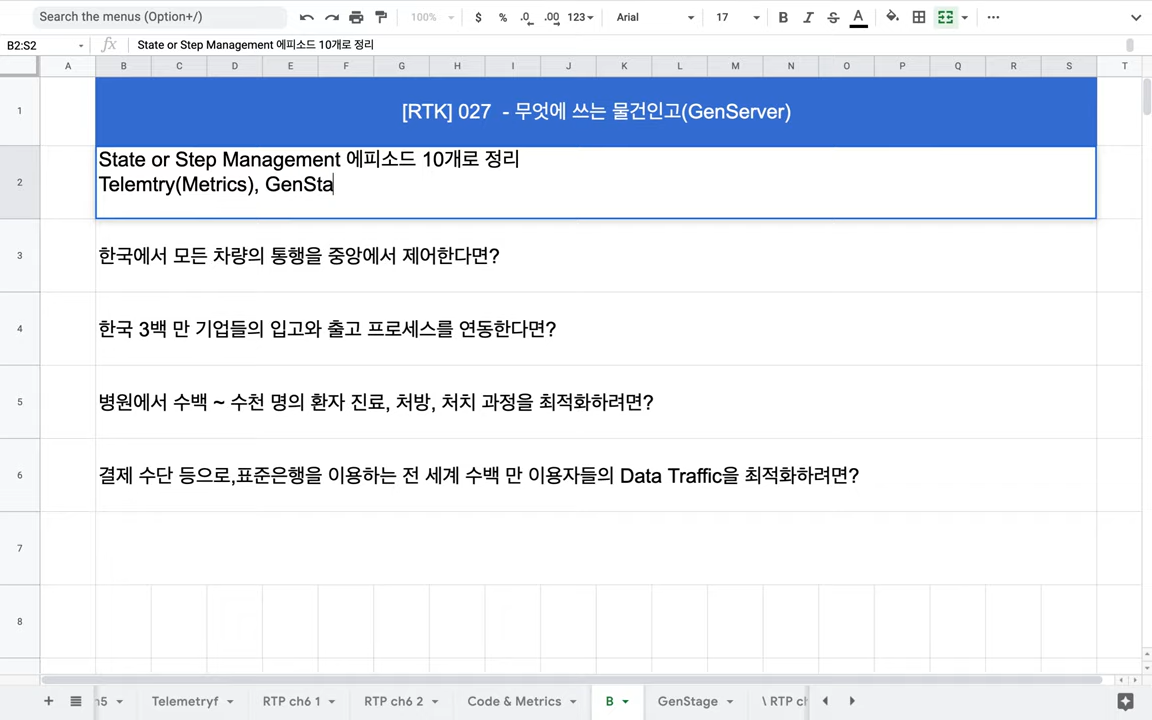 Search the menus (Option+/)
100%
$ % .0 .00 123
Arial
17
B I S A
B2:S2
fx
State or Step Management 에피소드 10개로 정리
A B C D E F G H I J K L M N O P Q R S T
1
[RTK] 027 - 무엇에 쓰는 물건인고(GenServer)
2
State or Step Management 에피소드 10개로 정리
Telemtry(Metrics), GenSta
3
한국에서 모든 차량의 통행을 중앙에서 제어한다면?
4
한국 3백 만 기업들의 입고와 출고 프로세스를 연동한다면?
5
병원에서 수백 ~ 수천 명의 환자 진료, 처방, 처치 과정을 최적화하려면?
6
결제 수단 등으로,표준은행을 이용하는 전 세계 수백 만 이용자들의 Data Traffic을 최적화하려면?
7
8
Telemetryf
RTP ch6 1
RTP ch6 2
Code & Metrics
B
GenStage
\ RTP ch